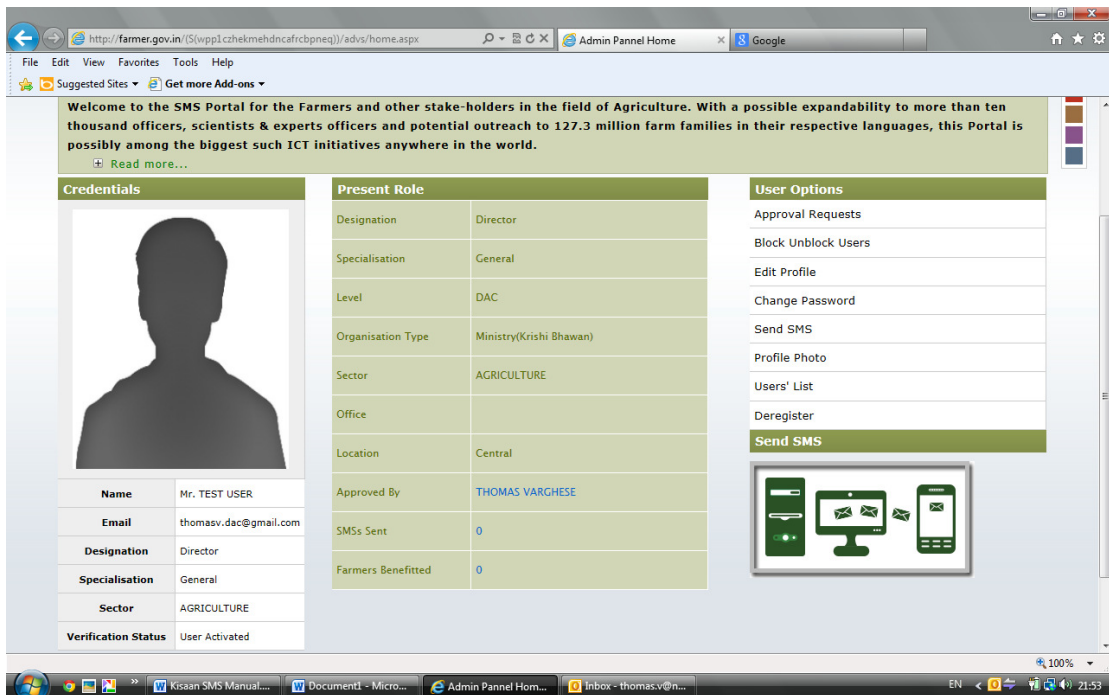 http://farmer.gov.in/(S(wpp1czhekmehdncafrcbpneq))/advs/home.aspx
Admin Pannel Home
Google
File Edit View Favorites Tools Help
Suggested Sites Get more Add-ons
Welcome to the SMS Portal for the Farmers and other stake-holders in the field of Agriculture. With a possible expandability to more than ten
thousand officers, scientists & experts officers and potential outreach to 127.3 million farm families in their respective languages, this Portal is
possibly among the biggest such ICT initiatives anywhere in the world.
Read more...
Credentials
Name Mr. TEST USER
Email thomasv.dac@gmail.com
Designation Director
Specialisation General
Sector AGRICULTURE
Verification Status User Activated
Present Role
Designation Director
Specialisation General
Level DAC
Organisation Type Ministry(Krishi Bhawan)
Sector AGRICULTURE
Office
Location Central
Approved By THOMAS VARGHESE
SMSs Sent 0
Farmers Benefitted 0
User Options
Approval Requests
Block Unblock Users
Edit Profile
Change Password
Send SMS
Profile Photo
Users' List
Deregister
Send SMS
100%
Kisaan SMS Manual....
Document1 - Micro...
Admin Pannel Hom...
Inbox - thomas.v@n...
EN
21:53